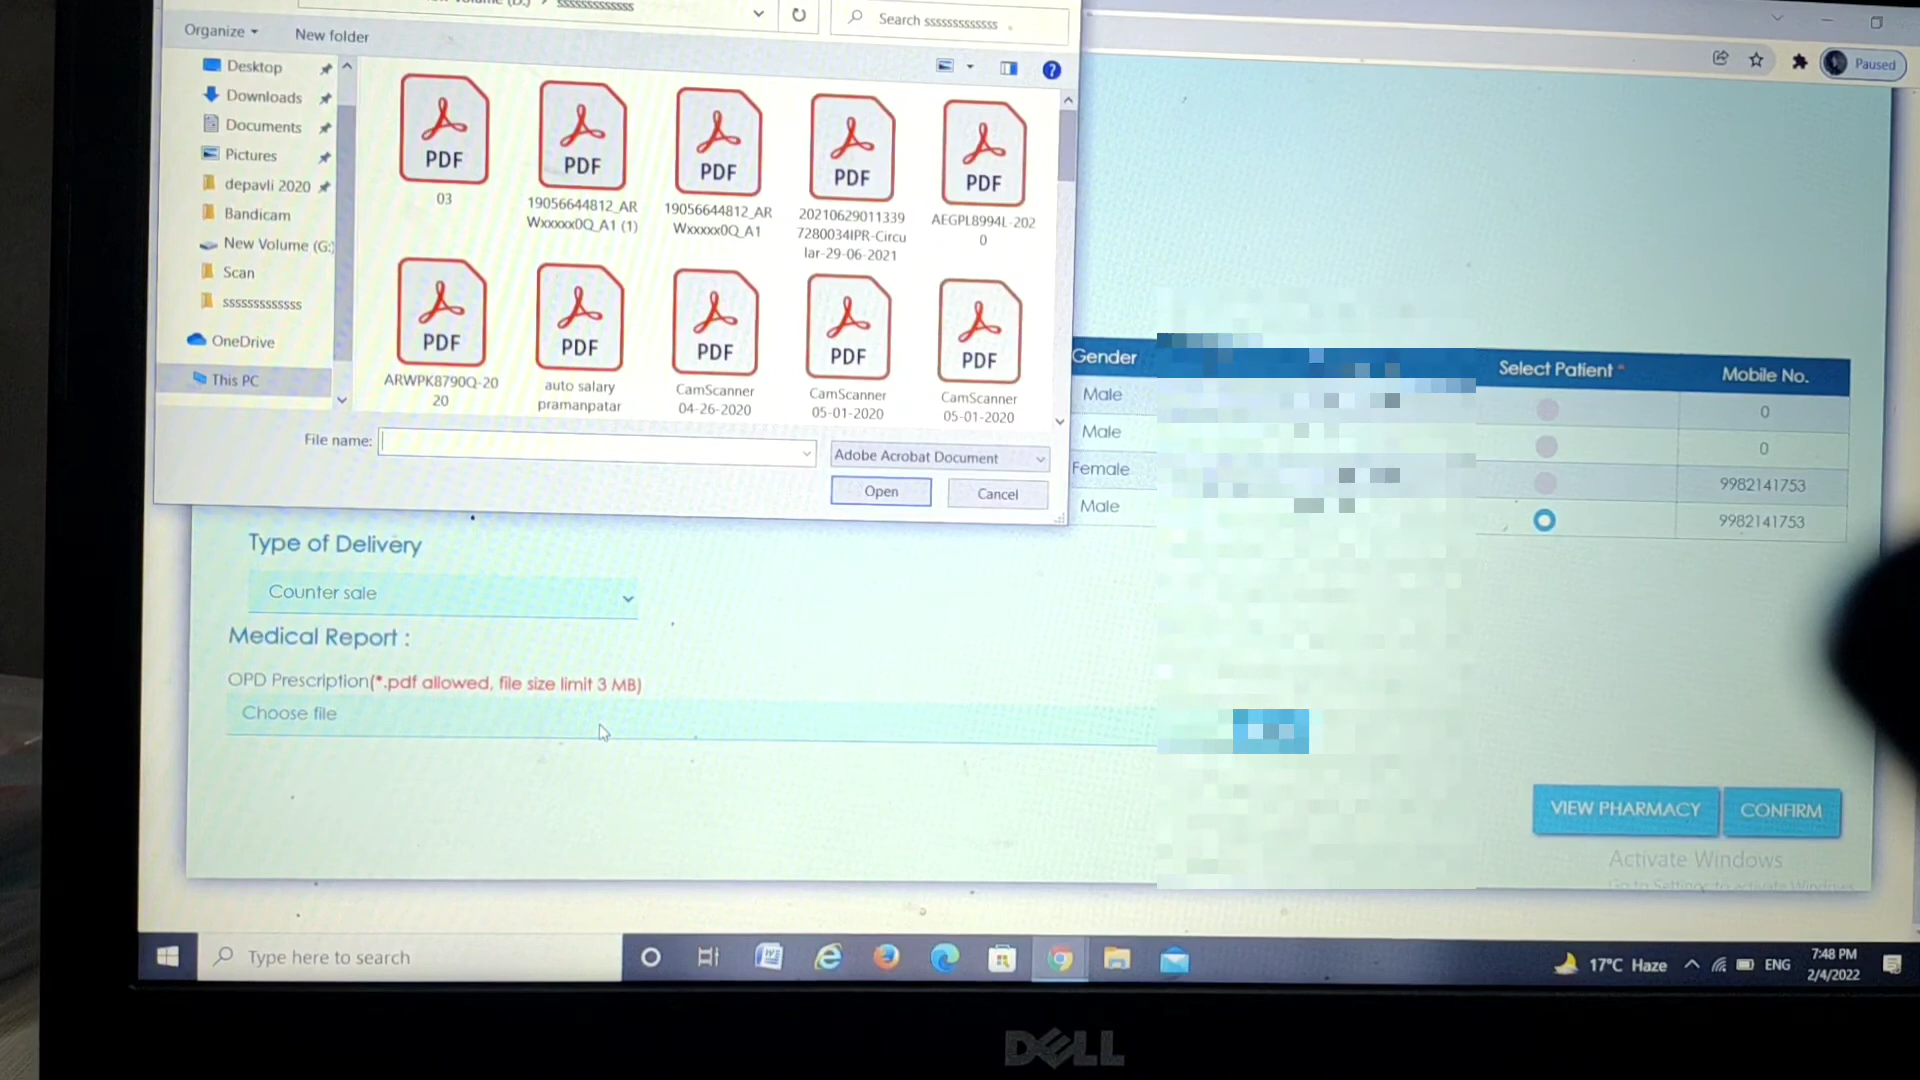 Search sssssssssssss
Organize
New folder
Paused
Desktop
Downloads
Documents
Pictures
depavli 2020
Bandicam
New Volume (G:)
Scan
sssssssssssss
OneDrive
This PC
PDF
PDF
PDF
PDF
PDF
03
19056644812_AR
Wxxxxx0Q_A1 (1)
19056644812_AR
Wxxxxx0Q_A1
20210629011339
7280034IPR-Circu
lar-29-06-2021
AEGPL8994L-202
0
PDF
PDF
PDF
PDF
PDF
ARWPK8790Q-20
20
auto salary
pramanpatar
CamScanner
04-26-2020
CamScanner
05-01-2020
CamScanner
05-01-2020
File name:
Adobe Acrobat Document
Open
Cancel
Gender
Select Patient *
Mobile No.
Male
0
Male
0
Female
9982141753
Male
9982141753
Type of Delivery
Counter sale
Medical Report :
OPD Prescription(*.pdf allowed, file size limit 3 MB)
Choose file
VIEW PHARMACY
CONFIRM
Activate Windows
Go to Settings to activate Windows.
Type here to search
17°C Haze
ENG
7:48 PM
2/4/2022
DELL